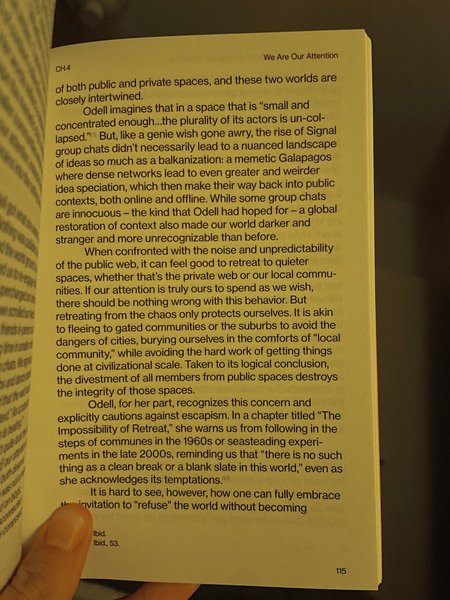 CH.4
We Are Our Attention
of both public and private spaces, and these two worlds are
closely intertwined.
Odell imagines that in a space that is “small and
concentrated enough...the plurality of its actors is un-col-
lapsed.” But, like a genie wish gone awry, the rise of Signal
group chats didn’t necessarily lead to a nuanced landscape
of ideas so much as a balkanization: a memetic Galapagos
where dense networks lead to even greater and weirder
idea speciation, which then make their way back into public
contexts, both online and offline. While some group chats
are innocuous – the kind that Odell had hoped for – a global
restoration of context also made our world darker and
stranger and more unrecognizable than before.
When confronted with the noise and unpredictability
of the public web, it can feel good to retreat to quieter
spaces, whether that’s the private web or our local commu-
nities. If our attention is truly ours to spend as we wish,
there should be nothing wrong with this behavior. But
retreating from the chaos only protects ourselves. It is akin
to fleeing to gated communities or the suburbs to avoid the
dangers of cities, burying ourselves in the comforts of “local
community,” while avoiding the hard work of getting things
done at civilizational scale. Taken to its logical conclusion,
the divestment of all members from public spaces destroys
the integrity of those spaces.
Odell, for her part, recognizes this concern and
explicitly cautions against escapism. In a chapter titled “The
Impossibility of Retreat,” she warns us from following in the
steps of communes in the 1960s or seasteading experi-
ments in the late 2000s, reminding us that “there is no such
thing as a clean break or a blank slate in this world,” even as
she acknowledges its temptations.
It is hard to see, however, how one can fully embrace
the invitation to “refuse” the world without becoming
Ibid.
Ibid., 53.
115